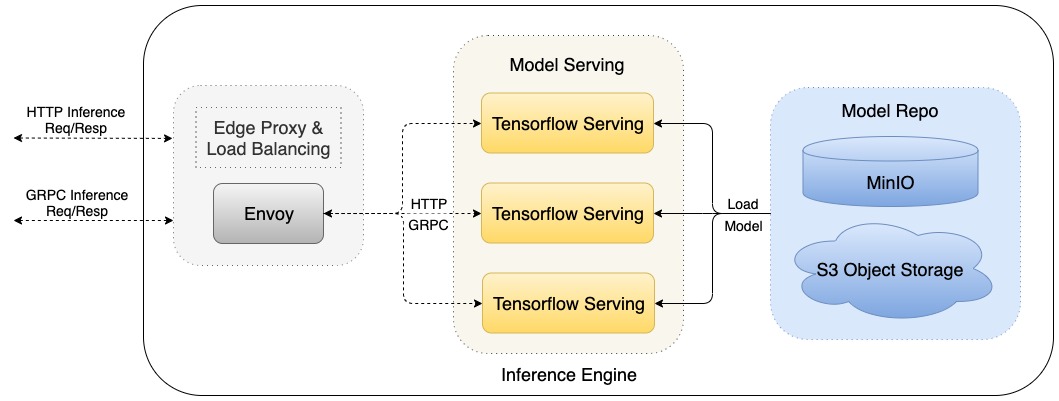 HTTP Inference
Req/Resp
GRPC Inference
Req/Resp
Edge Proxy &
Load Balancing
Envoy
HTTP
GRPC
Model Serving
Tensorflow Serving
Tensorflow Serving
Tensorflow Serving
Load
Model
Model Repo
MinIO
S3 Object Storage
Inference Engine